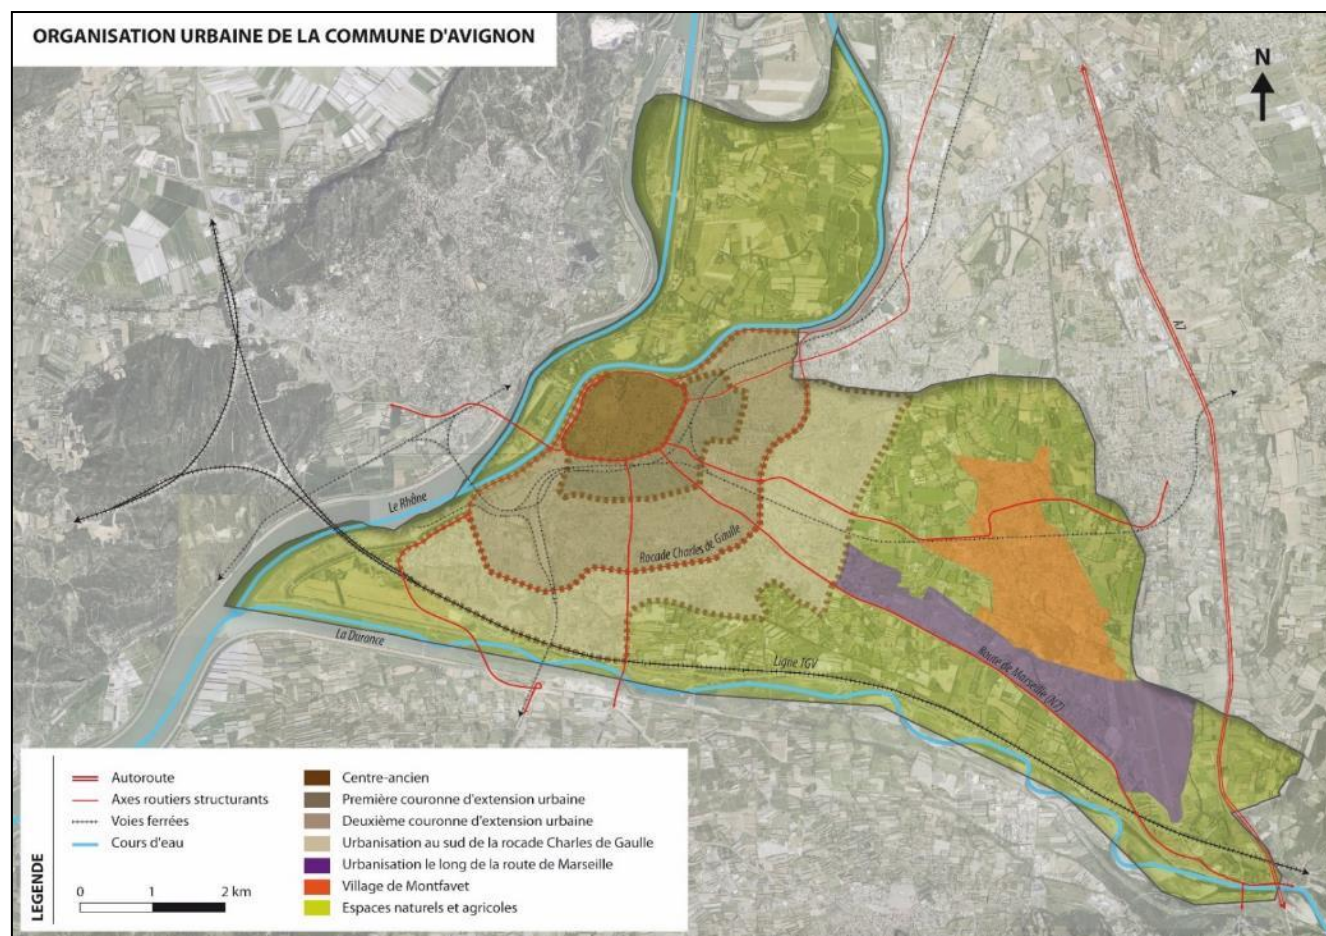 ORGANISATION URBAINE DE LA COMMUNE D'AVIGNON
N
A7
Le Rhône
Rocade Charles de Gaulle
La Durance
Ligne TGV
Route de Marseille (N7)
LEGENDE
Autoroute
Axes routiers structurants
Voies ferrées
Cours d'eau
0 1 2 km
Centre-ancien
Première couronne d'extension urbaine
Deuxième couronne d'extension urbaine
Urbanisation au sud de la rocade Charles de Gaulle
Urbanisation le long de la route de Marseille
Village de Montfavet
Espaces naturels et agricoles